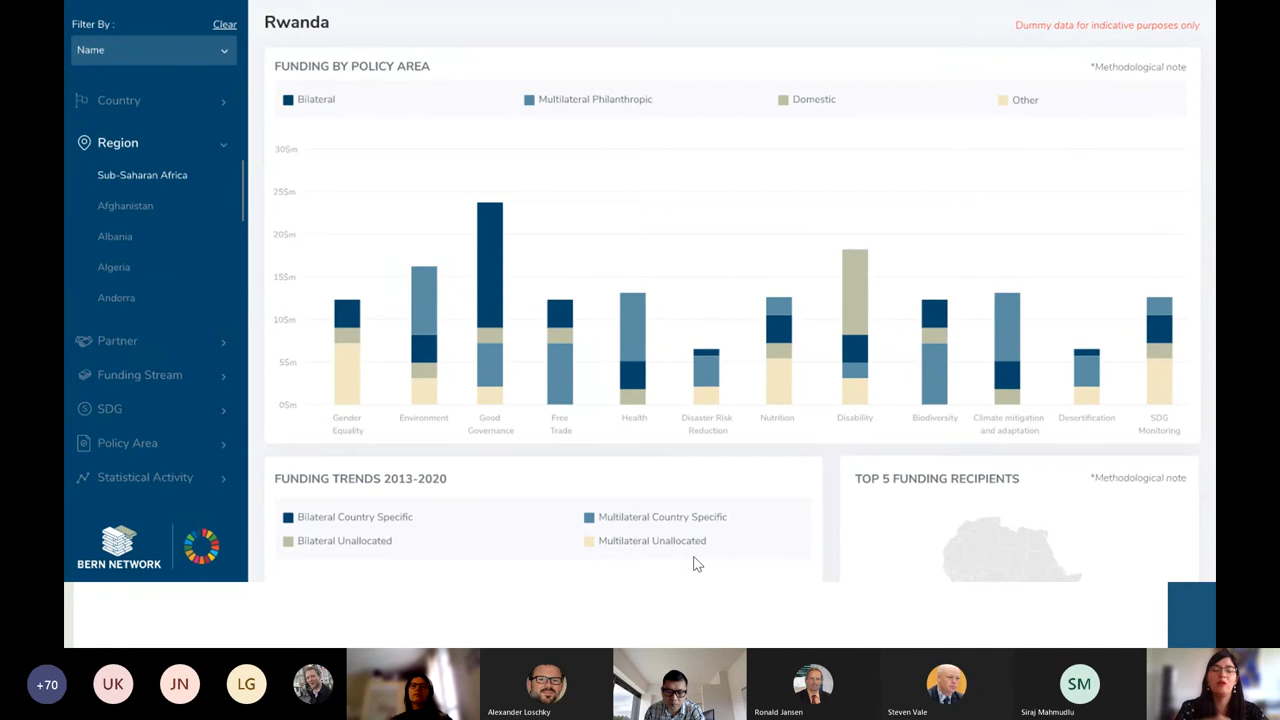 Filter By :
Clear
Name
Country
Region
Sub-Saharan Africa
Afghanistan
Albania
Algeria
Andorra
Partner
Funding Stream
SDG
Policy Area
Statistical Activity
BERN NETWORK
Rwanda
Dummy data for indicative purposes only
FUNDING BY POLICY AREA
*Methodological note
Bilateral
Multilateral Philanthropic
Domestic
Other
30$m
25$m
20$m
15$m
10$m
5$m
0$m
Gender
Equality
Environment
Good
Governance
Free
Trade
Health
Disaster Risk
Reduction
Nutrition
Disability
Biodiversity
Climate mitigation
and adaptation
Desertification
SDG
Monitoring
FUNDING TRENDS 2013-2020
Bilateral Country Specific
Multilateral Country Specific
Bilateral Unallocated
Multilateral Unallocated
TOP 5 FUNDING RECIPIENTS
*Methodological note
+70
UK
JN
LG
Alexander Loschky
Ronald Jansen
Steven Vale
SM
Siraj Mahmudlu